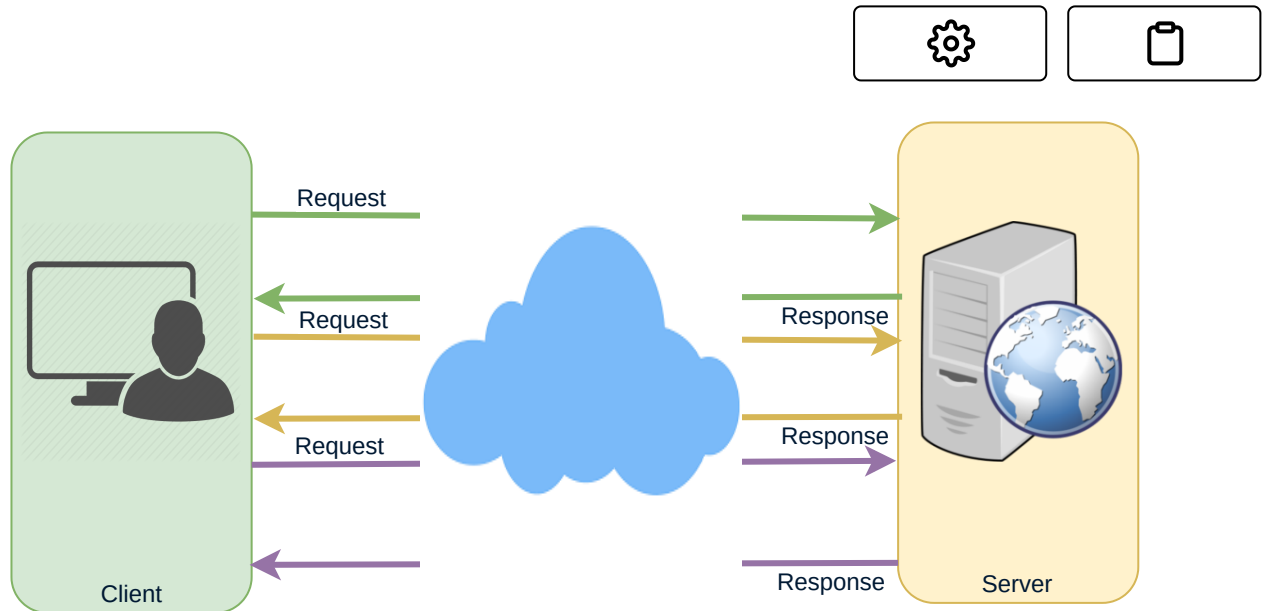 Request
Request
Response
Request
Response
Response
Client
Server